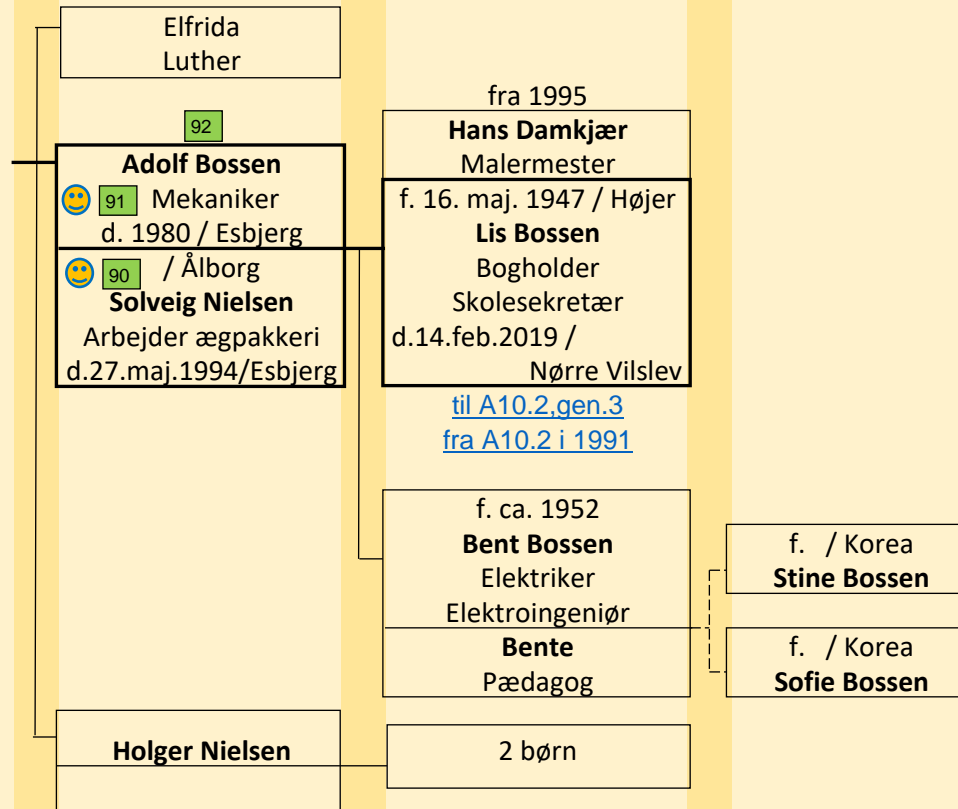 Elfrida
Luther
92
Adolf Bossen
91 Mekaniker
d. 1980 / Esbjerg
90 / Ålborg
Solveig Nielsen
Arbejder ægpakkeri
d.27.maj.1994/Esbjerg
fra 1995
Hans Damkjær
Malermester
f. 16. maj. 1947 / Højer
Lis Bossen
Bogholder
Skolesekretær
d.14.feb.2019 /
Nørre Vilslev
til A10.2,gen.3
fra A10.2 i 1991
f. ca. 1952
Bent Bossen
Elektriker
Elektroingeniør
Bente
Pædagog
f. / Korea
Stine Bossen
f. / Korea
Sofie Bossen
Holger Nielsen
2 børn